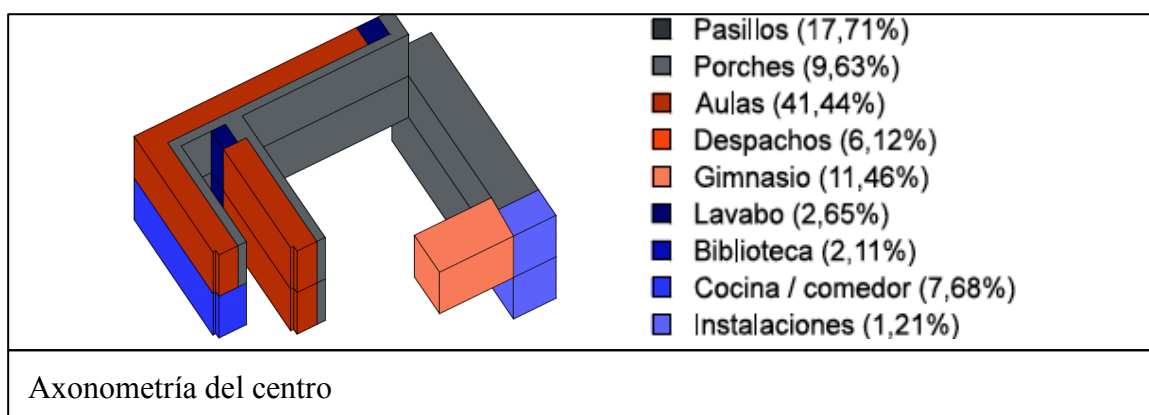 Pasillos (17,71%)
Porches (9,63%)
Aulas (41,44%)
Despachos (6,12%)
Gimnasio (11,46%)
Lavabo (2,65%)
Biblioteca (2,11%)
Cocina / comedor (7,68%)
Instalaciones (1,21%)
Axonometría del centro